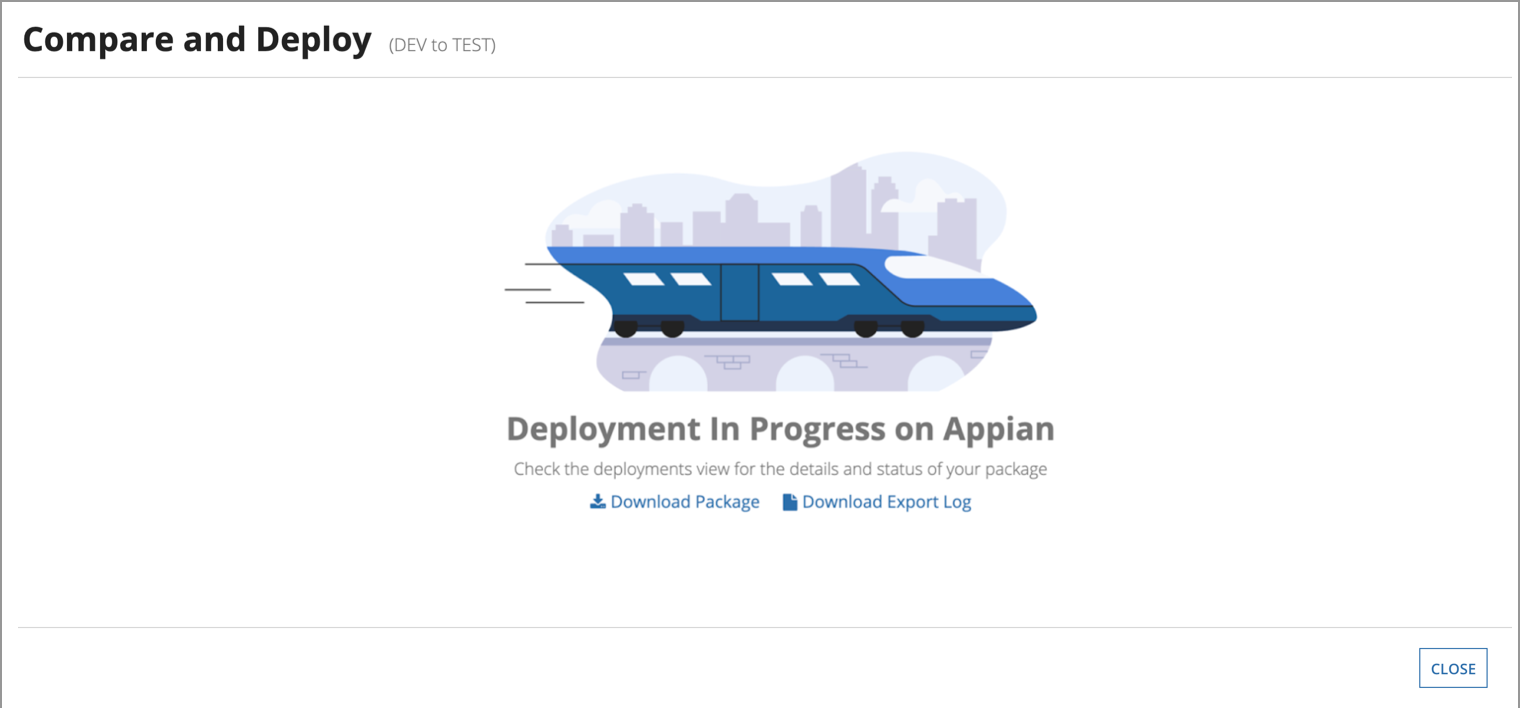 Compare and Deploy (DEV to TEST)
Deployment In Progress on Appian
Check the deployments view for the details and status of your package
Download Package Download Export Log
CLOSE